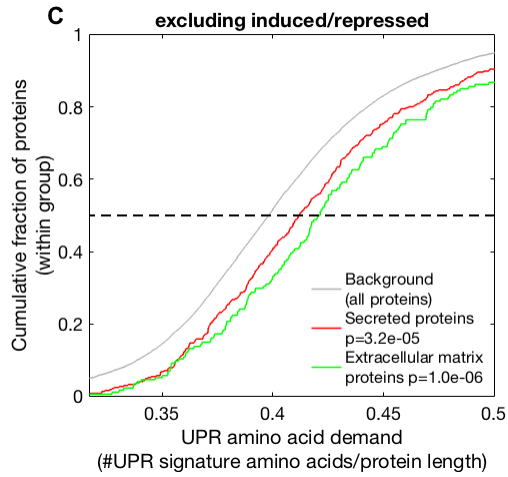 C
excluding induced/repressed
Cumulative fraction of proteins
(within group)
1
0.8
0.6
0.4
0.2
0
Background
(all proteins)
Secreted proteins
p=3.2e-05
Extracellular matrix
proteins p=1.0e-06
0.35
0.4
0.45
0.5
UPR amino acid demand
(#UPR signature amino acids/protein length)